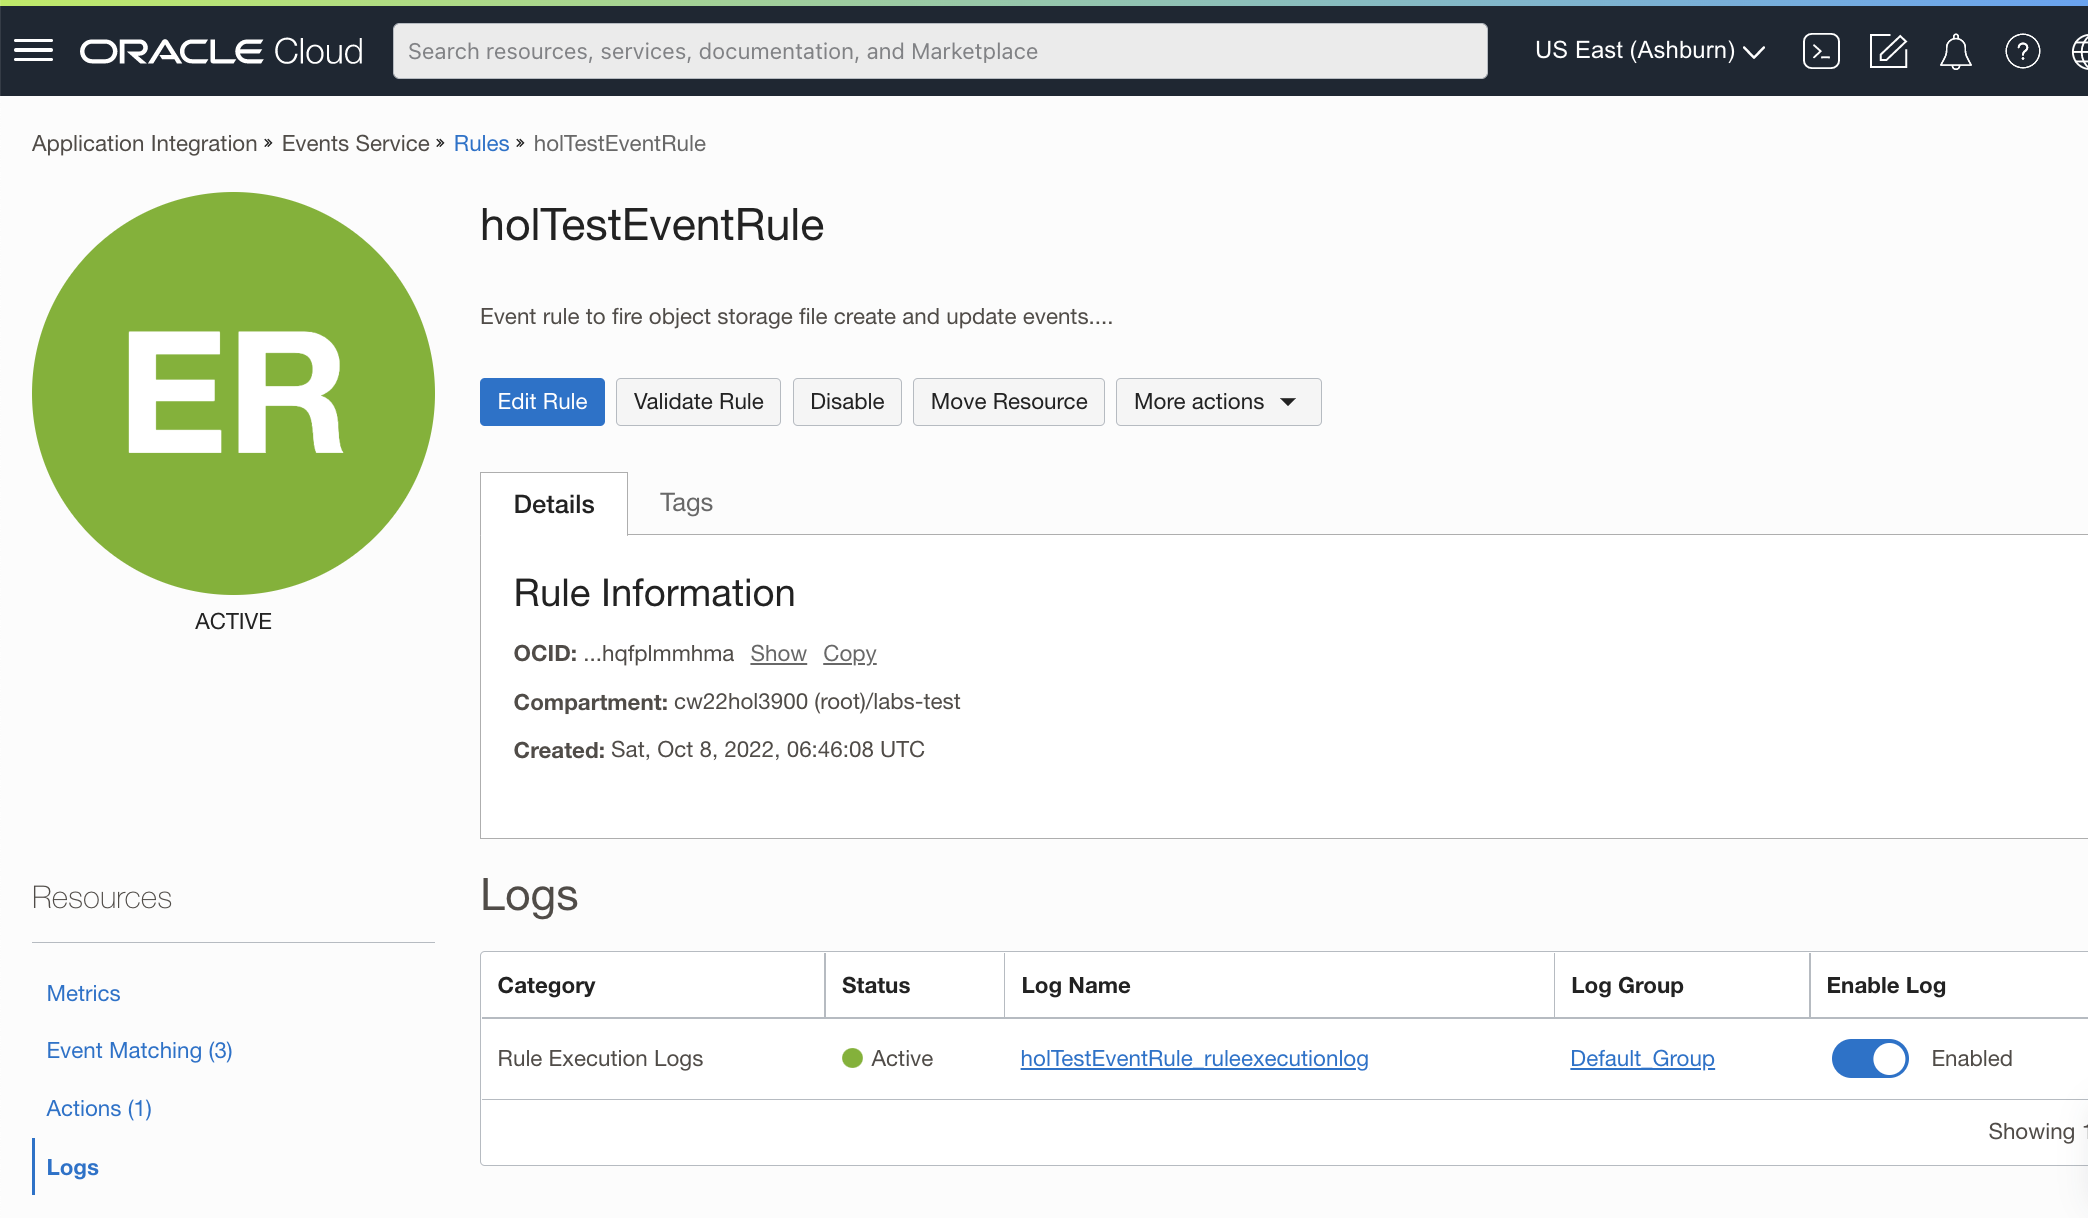 ORACLE Cloud
Search resources, services, documentation, and Marketplace
US East (Ashburn)
Application Integration » Events Service » Rules » holTestEventRule
ER
ACTIVE
holTestEventRule
Event rule to fire object storage file create and update events....
Edit Rule Validate Rule Disable Move Resource More actions
Details Tags
Rule Information
OCID: ...hqfplmmhma Show Copy
Compartment: cw22hol3900 (root)/labs-test
Created: Sat, Oct 8, 2022, 06:46:08 UTC
Resources
Metrics
Event Matching (3)
Actions (1)
Logs
Logs
Category Status Log Name Log Group Enable Log
Rule Execution Logs Active holTestEventRule_ruleexecutionlog Default_Group Enabled
Showing